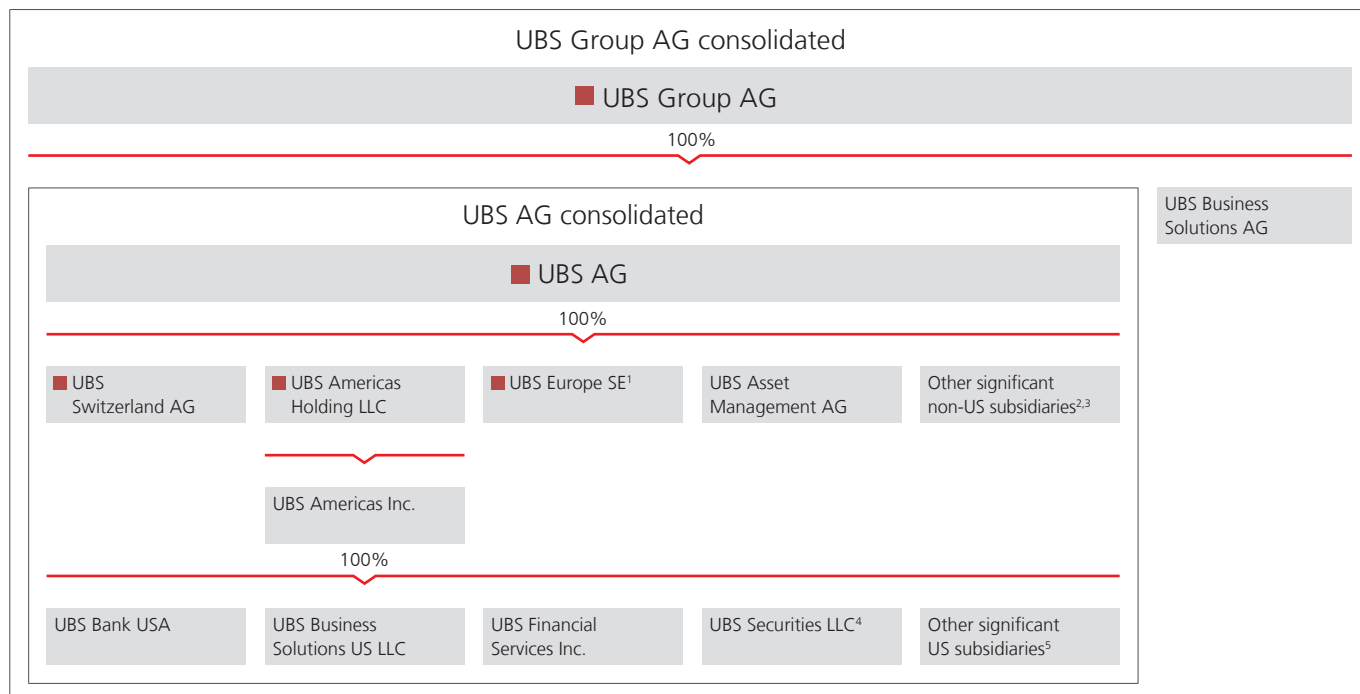 UBS Group AG consolidated
UBS Group AG
100%
UBS AG consolidated
UBS AG
100%
UBS Business
Solutions AG
UBS
Switzerland AG
UBS Americas
Holding LLC
UBS Europe SE¹
UBS Asset
Management AG
Other significant
non-US subsidiaries²,³
UBS Americas Inc.
100%
UBS Bank USA
UBS Business
Solutions US LLC
UBS Financial
Services Inc.
UBS Securities LLC⁴
Other significant
US subsidiaries⁵